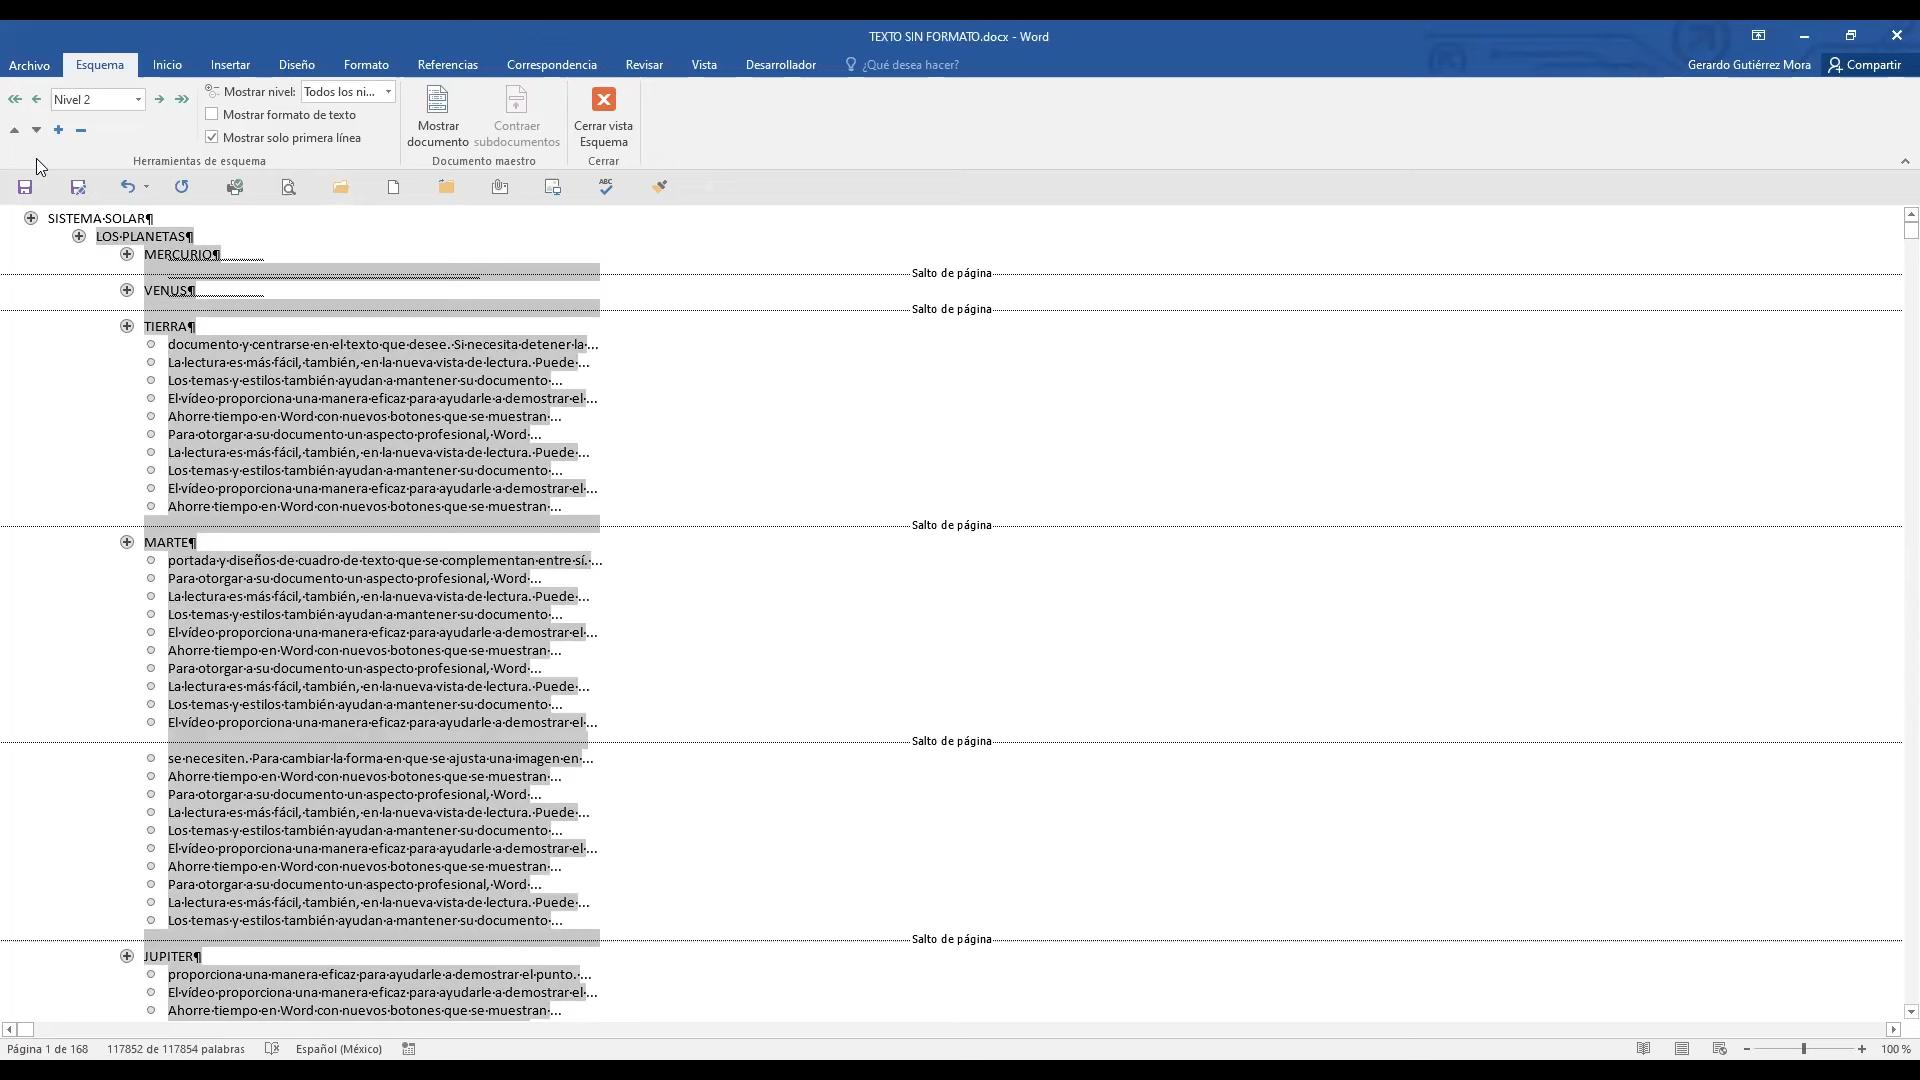 TEXTO SIN FORMATO.docx - Word
Archivo Esquema Inicio Insertar Diseño Formato Referencias Correspondencia Revisar Vista Desarrollador ¿Qué desea hacer? Gerardo Gutiérrez Mora Compartir
Nivel 2 Mostrar nivel: Todos los ni...
Mostrar formato de texto
Mostrar solo primera línea
Mostrar documento
Contraer subdocumentos
Cerrar vista Esquema
Herramientas de esquema Documento maestro Cerrar
ABC
SISTEMA·SOLAR¶
LOS·PLANETAS¶
MERCURIO¶
Salto de página
VENUS¶
Salto de página
TIERRA¶
documento·y·centrarse·en·el·texto·que·desee.·Si·necesita·detener·la·...
La·lectura·es·más·fácil,·también,·en·la·nueva·vista·de·lectura.·Puede·...
Los·temas·y·estilos·también·ayudan·a·mantener·su·documento·...
El·vídeo·proporciona·una·manera·eficaz·para·ayudarle·a·demostrar·el·...
Ahorre·tiempo·en·Word·con·nuevos·botones·que·se·muestran·...
Para·otorgar·a·su·documento·un·aspecto·profesional,·Word·...
La·lectura·es·más·fácil,·también,·en·la·nueva·vista·de·lectura.·Puede·...
Los·temas·y·estilos·también·ayudan·a·mantener·su·documento·...
El·vídeo·proporciona·una·manera·eficaz·para·ayudarle·a·demostrar·el·...
Ahorre·tiempo·en·Word·con·nuevos·botones·que·se·muestran·...
Salto de página
MARTE¶
portada·y·diseños·de·cuadro·de·texto·que·se·complementan·entre·sí.·...
Para·otorgar·a·su·documento·un·aspecto·profesional,·Word·...
La·lectura·es·más·fácil,·también,·en·la·nueva·vista·de·lectura.·Puede·...
Los·temas·y·estilos·también·ayudan·a·mantener·su·documento·...
El·vídeo·proporciona·una·manera·eficaz·para·ayudarle·a·demostrar·el·...
Ahorre·tiempo·en·Word·con·nuevos·botones·que·se·muestran·...
Para·otorgar·a·su·documento·un·aspecto·profesional,·Word·...
La·lectura·es·más·fácil,·también,·en·la·nueva·vista·de·lectura.·Puede·...
Los·temas·y·estilos·también·ayudan·a·mantener·su·documento·...
El·vídeo·proporciona·una·manera·eficaz·para·ayudarle·a·demostrar·el·...
Salto de página
se·necesiten.·Para·cambiar·la·forma·en·que·se·ajusta·una·imagen·en·...
Ahorre·tiempo·en·Word·con·nuevos·botones·que·se·muestran·...
Para·otorgar·a·su·documento·un·aspecto·profesional,·Word·...
La·lectura·es·más·fácil,·también,·en·la·nueva·vista·de·lectura.·Puede·...
Los·temas·y·estilos·también·ayudan·a·mantener·su·documento·...
El·vídeo·proporciona·una·manera·eficaz·para·ayudarle·a·demostrar·el·...
Ahorre·tiempo·en·Word·con·nuevos·botones·que·se·muestran·...
Para·otorgar·a·su·documento·un·aspecto·profesional,·Word·...
La·lectura·es·más·fácil,·también,·en·la·nueva·vista·de·lectura.·Puede·...
Los·temas·y·estilos·también·ayudan·a·mantener·su·documento·...
Salto de página
JUPITER¶
proporciona·una·manera·eficaz·para·ayudarle·a·demostrar·el·punto.·...
El·vídeo·proporciona·una·manera·eficaz·para·ayudarle·a·demostrar·el·...
Ahorre·tiempo·en·Word·con·nuevos·botones·que·se·muestran·...
Página 1 de 168 117852 de 117854 palabras Español (México) 100 %